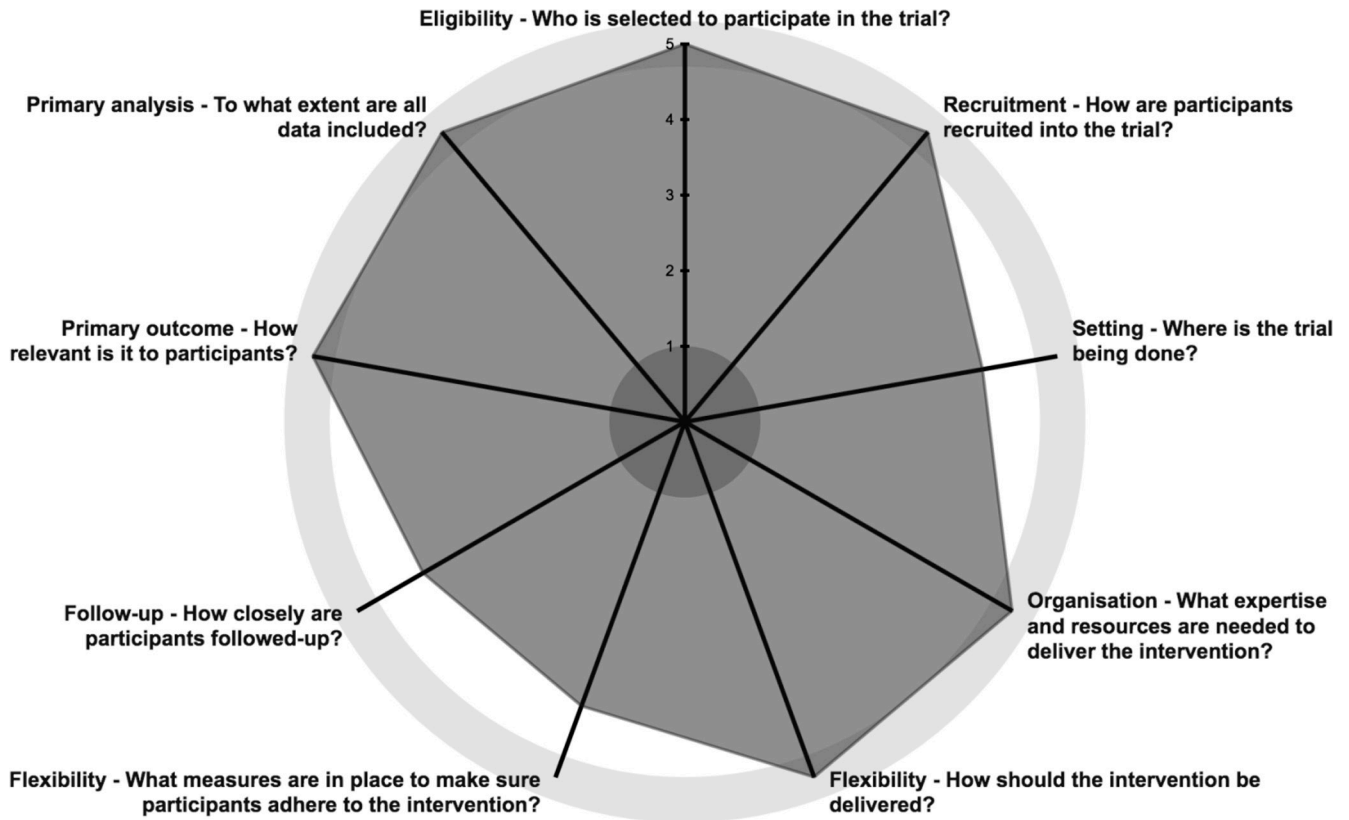 Eligibility - Who is selected to participate in the trial?
5
Primary analysis - To what extent are all
data included?
Recruitment - How are participants
recruited into the trial?
4
3
2
Primary outcome - How
relevant is it to participants?
1
Setting - Where is the trial
being done?
Follow-up - How closely are
participants followed-up?
Organisation - What expertise
and resources are needed to
deliver the intervention?
Flexibility - What measures are in place to make sure
participants adhere to the intervention?
Flexibility - How should the intervention be
delivered?